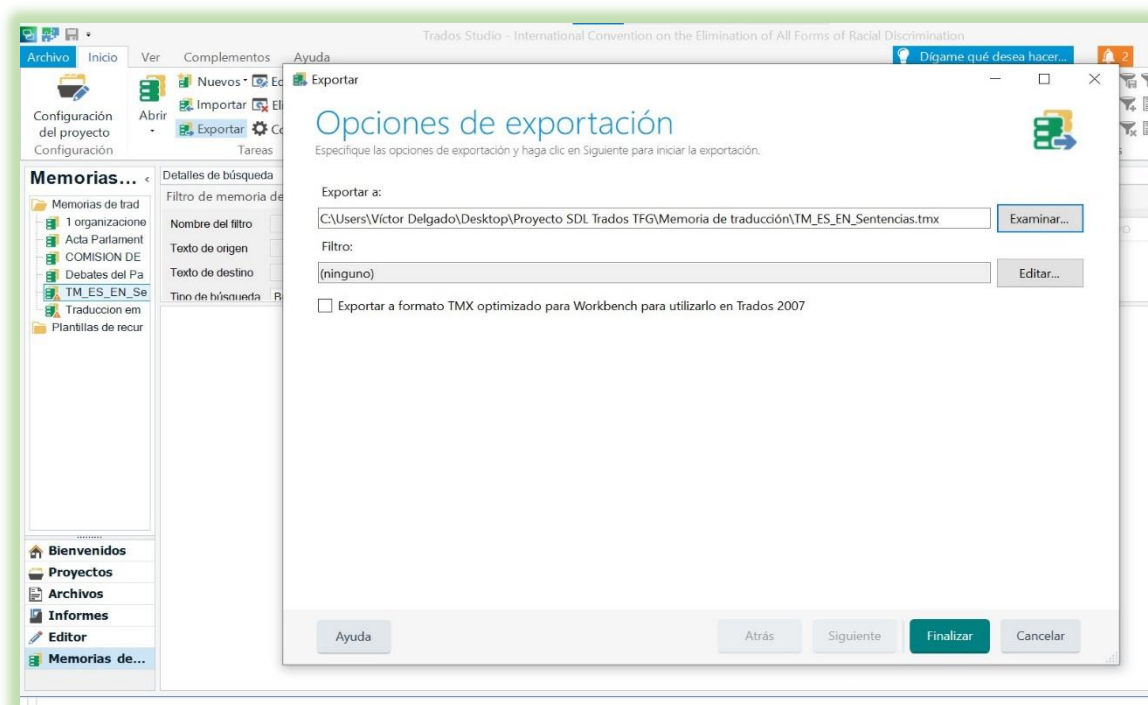 Trados Studio - International Convention on the Elimination of All Forms of Racial Discrimination
Archivo Inicio Ver Complementos Ayuda Dígame qué desea hacer... 2
Configuración del proyecto
Configuración
Abrir
Nuevos
Importar
Exportar
Tareas
Memorias...
Memorias de trad
1 organizacione
Acta Parlament
COMISION DE
Debates del Pa
TM_ES_EN_Se
Traduccion em
Plantillas de recur
Detalles de búsqueda
Filtro de memoria de
Nombre del filtro
Texto de origen
Texto de destino
Tipo de búsqueda
Exportar
Opciones de exportación
Especifique las opciones de exportación y haga clic en Siguiente para iniciar la exportación.
Exportar a:
C:\Users\Víctor Delgado\Desktop\Proyecto SDL Trados TFG\Memoria de traducción\TM_ES_EN_Sentencias.tmx Examinar...
Filtro:
(ninguno) Editar...
Exportar a formato TMX optimizado para Workbench para utilizarlo en Trados 2007
Ayuda Atrás Siguiente Finalizar Cancelar
Bienvenidos
Proyectos
Archivos
Informes
Editor
Memorias de...